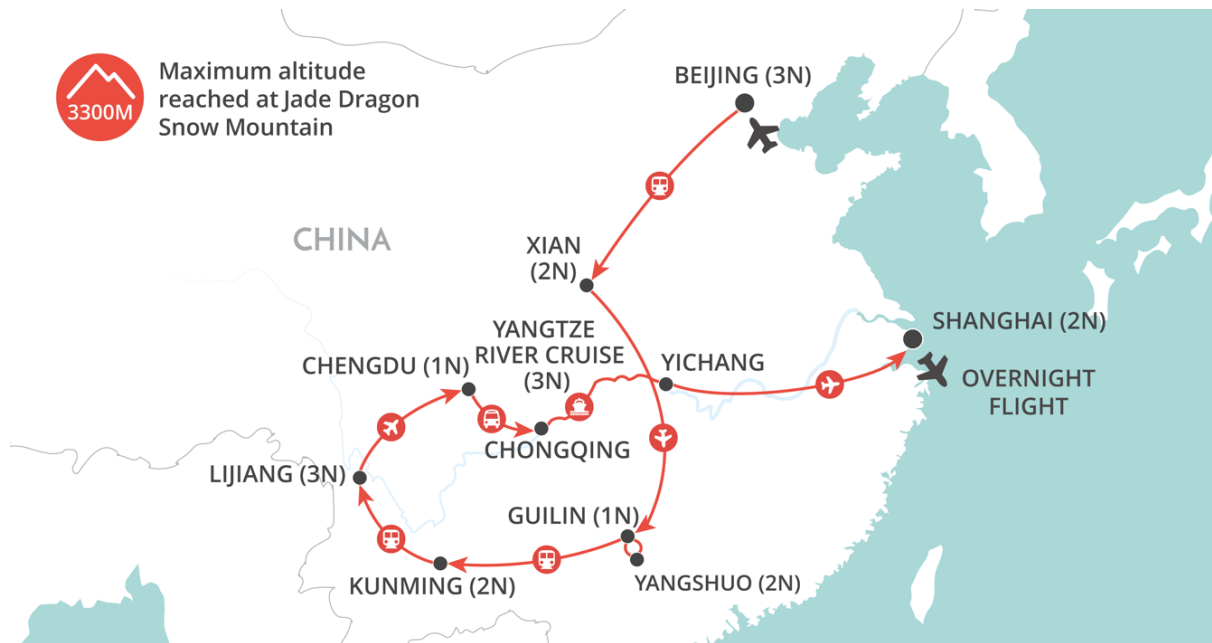 3300M
Maximum altitude
reached at Jade Dragon
Snow Mountain
BEIJING (3N)
CHINA
XIAN
(2N)
YANGTZE
RIVER CRUISE
(3N)
CHENGDU (1N)
YICHANG
SHANGHAI (2N)
OVERNIGHT
FLIGHT
CHONGQING
LIJIANG (3N)
GUILIN (1N)
KUNMING (2N)
YANGSHUO (2N)